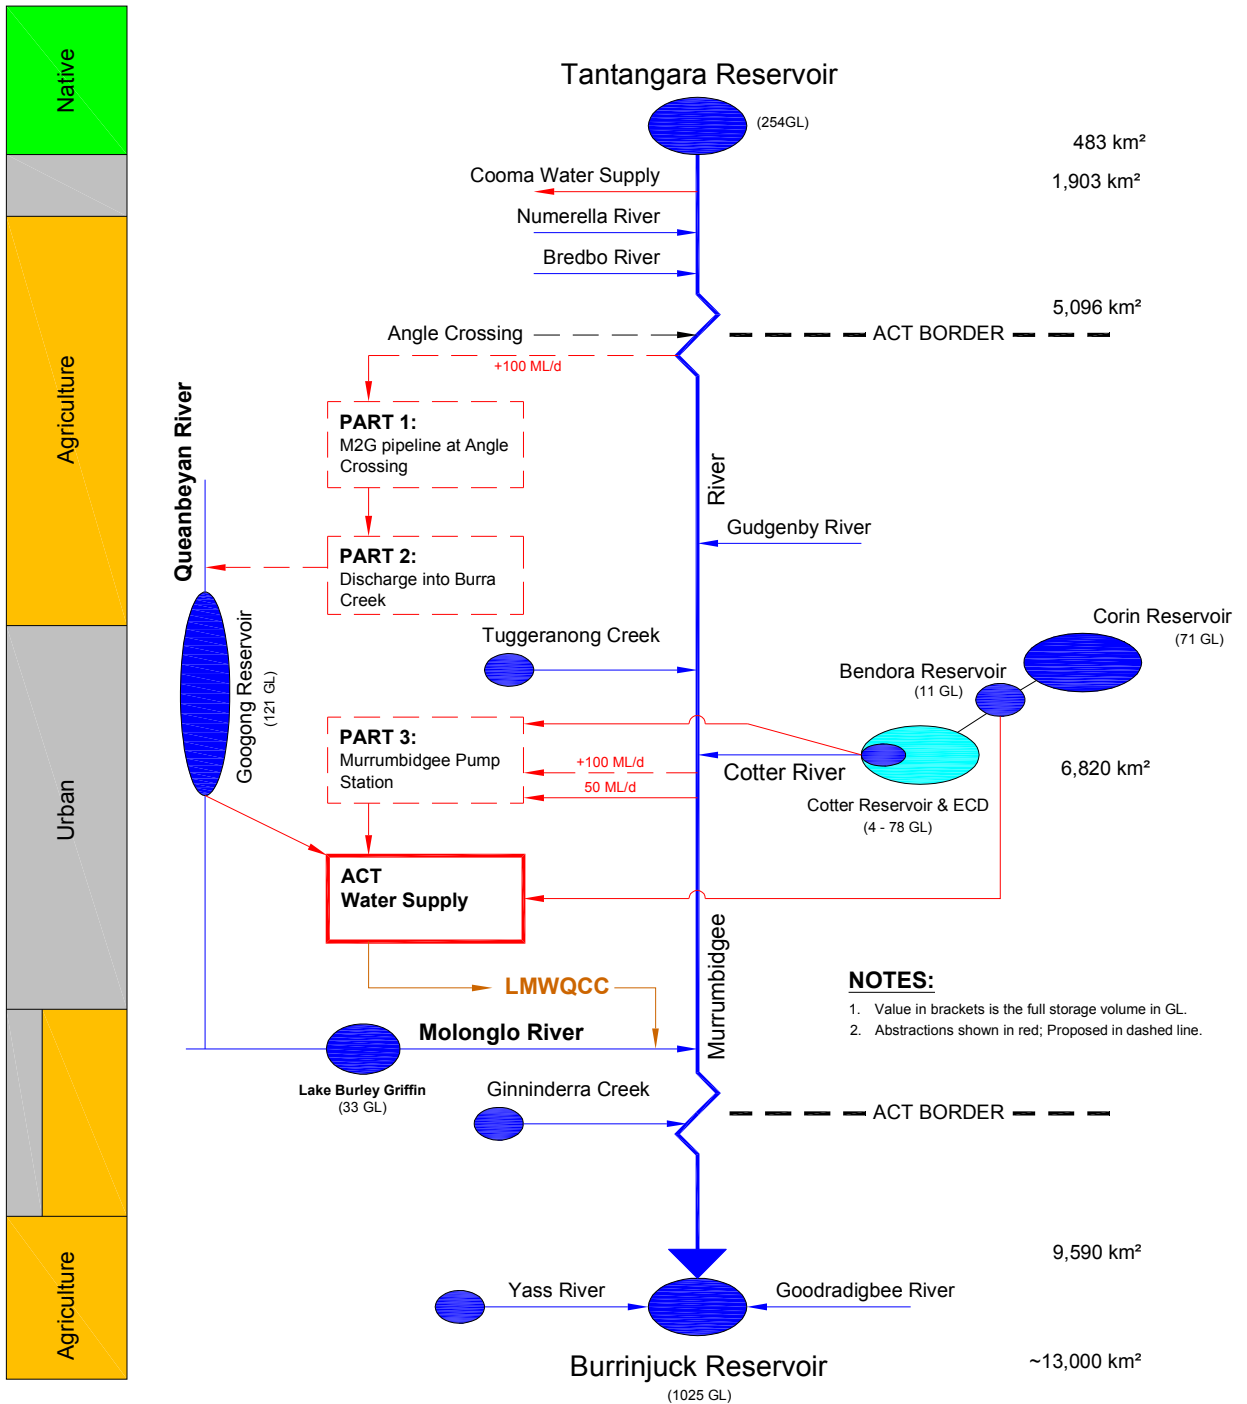 Native
Tantangara Reservoir
(254GL)
483 km²
Cooma Water Supply
1,903 km²
Numerella River
Bredbo River
5,096 km²
Angle Crossing
ACT BORDER
+100 ML/d
Agriculture
Queanbeyan River
PART 1:
M2G pipeline at Angle
Crossing
River
Gudgenby River
PART 2:
Discharge into Burra
Creek
Corin Reservoir
(71 GL)
Tuggeranong Creek
Bendora Reservoir
(11 GL)
Googong Reservoir
(121 GL)
PART 3:
Murrumbidgee Pump
Station
+100 ML/d
50 ML/d
Cotter River
6,820 km²
Cotter Reservoir & ECD
(4 - 78 GL)
Urban
ACT
Water Supply
Murrumbidgee
LMWQCC
NOTES:
1. Value in brackets is the full storage volume in GL.
2. Abstractions shown in red; Proposed in dashed line.
Molonglo River
Lake Burley Griffin
(33 GL)
Ginninderra Creek
ACT BORDER
9,590 km²
Agriculture
Yass River
Goodradigbee River
Burrinjuck Reservoir
(1025 GL)
~13,000 km²